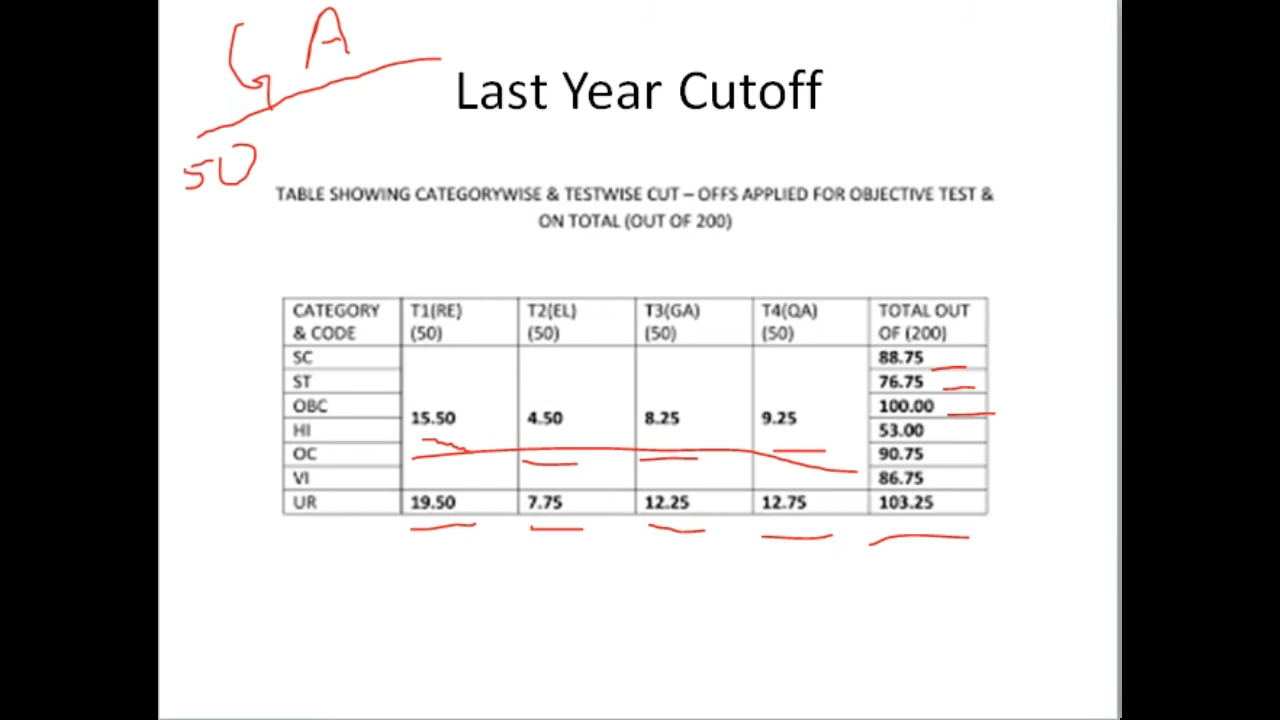 GA
50
Last Year Cutoff
TABLE SHOWING CATEGORYWISE & TESTWISE CUT – OFFS APPLIED FOR OBJECTIVE TEST &
ON TOTAL (OUT OF 200)
CATEGORY & CODE T1(RE) (50) T2(EL) (50) T3(GA) (50) T4(QA) (50) TOTAL OUT OF (200)
SC 88.75
ST 76.75
OBC 100.00
15.50 4.50 8.25 9.25
HI 53.00
OC 90.75
VI 86.75
UR 19.50 7.75 12.25 12.75 103.25